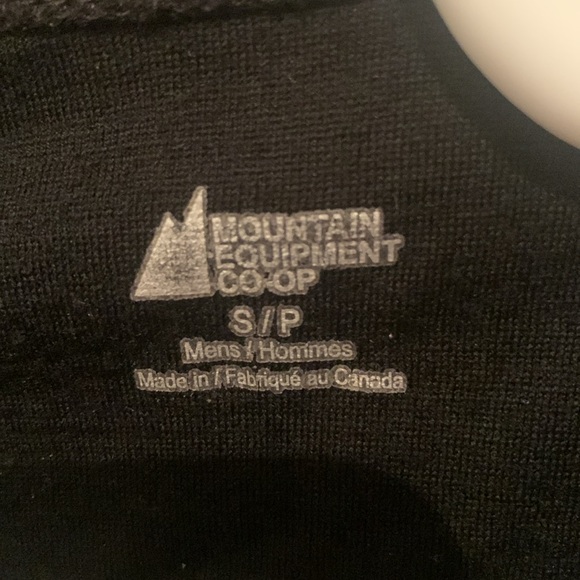 MOUNTAIN
EQUIPMENT
CO-OP
S/P
Mens / Hommes
Made in / Fabriqué au Canada